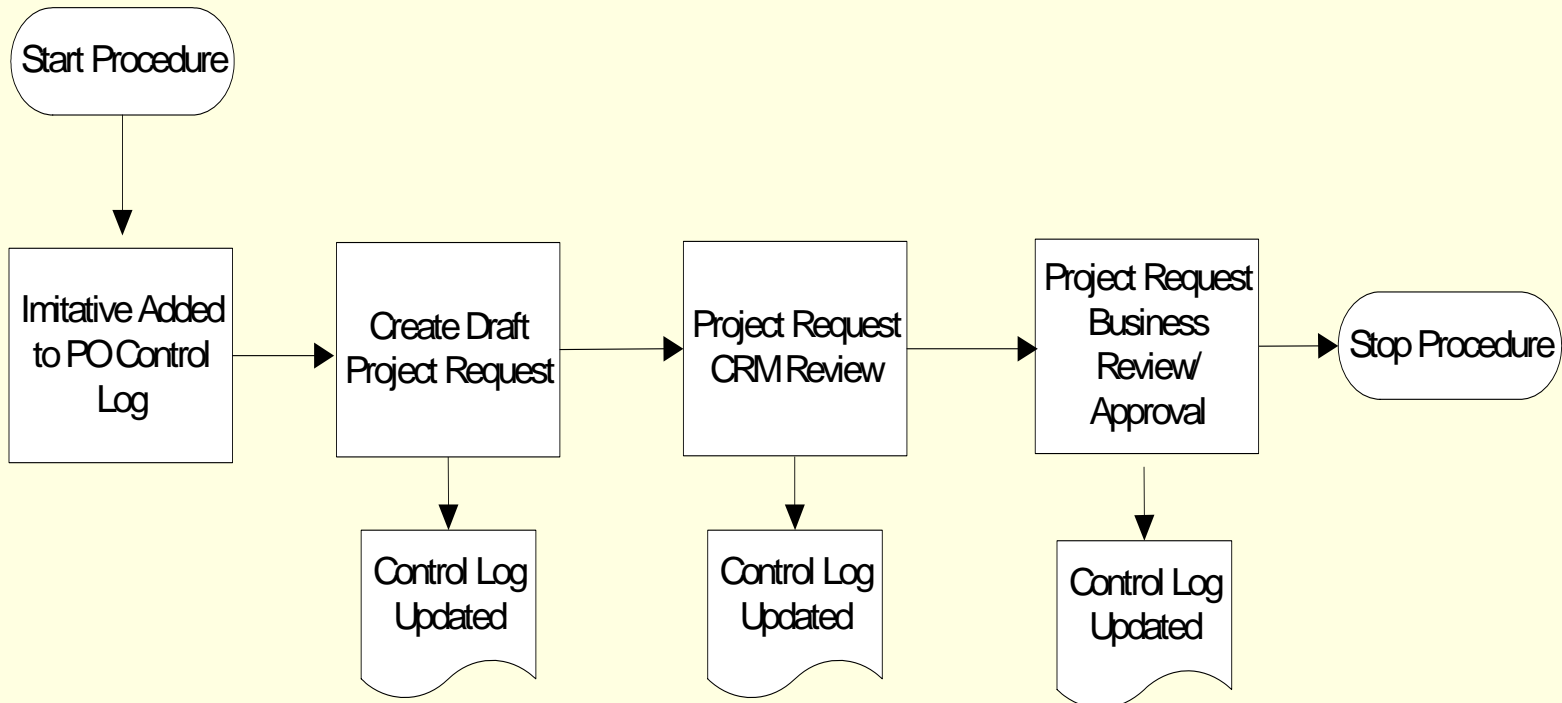 Start Procedure
Imitative Added
to PO Control
Log
Create Draft
Project Request
Project Request
CRM Review
Project Request
Business
Review/
Approval
Stop Procedure
Control Log
Updated
Control Log
Updated
Control Log
Updated